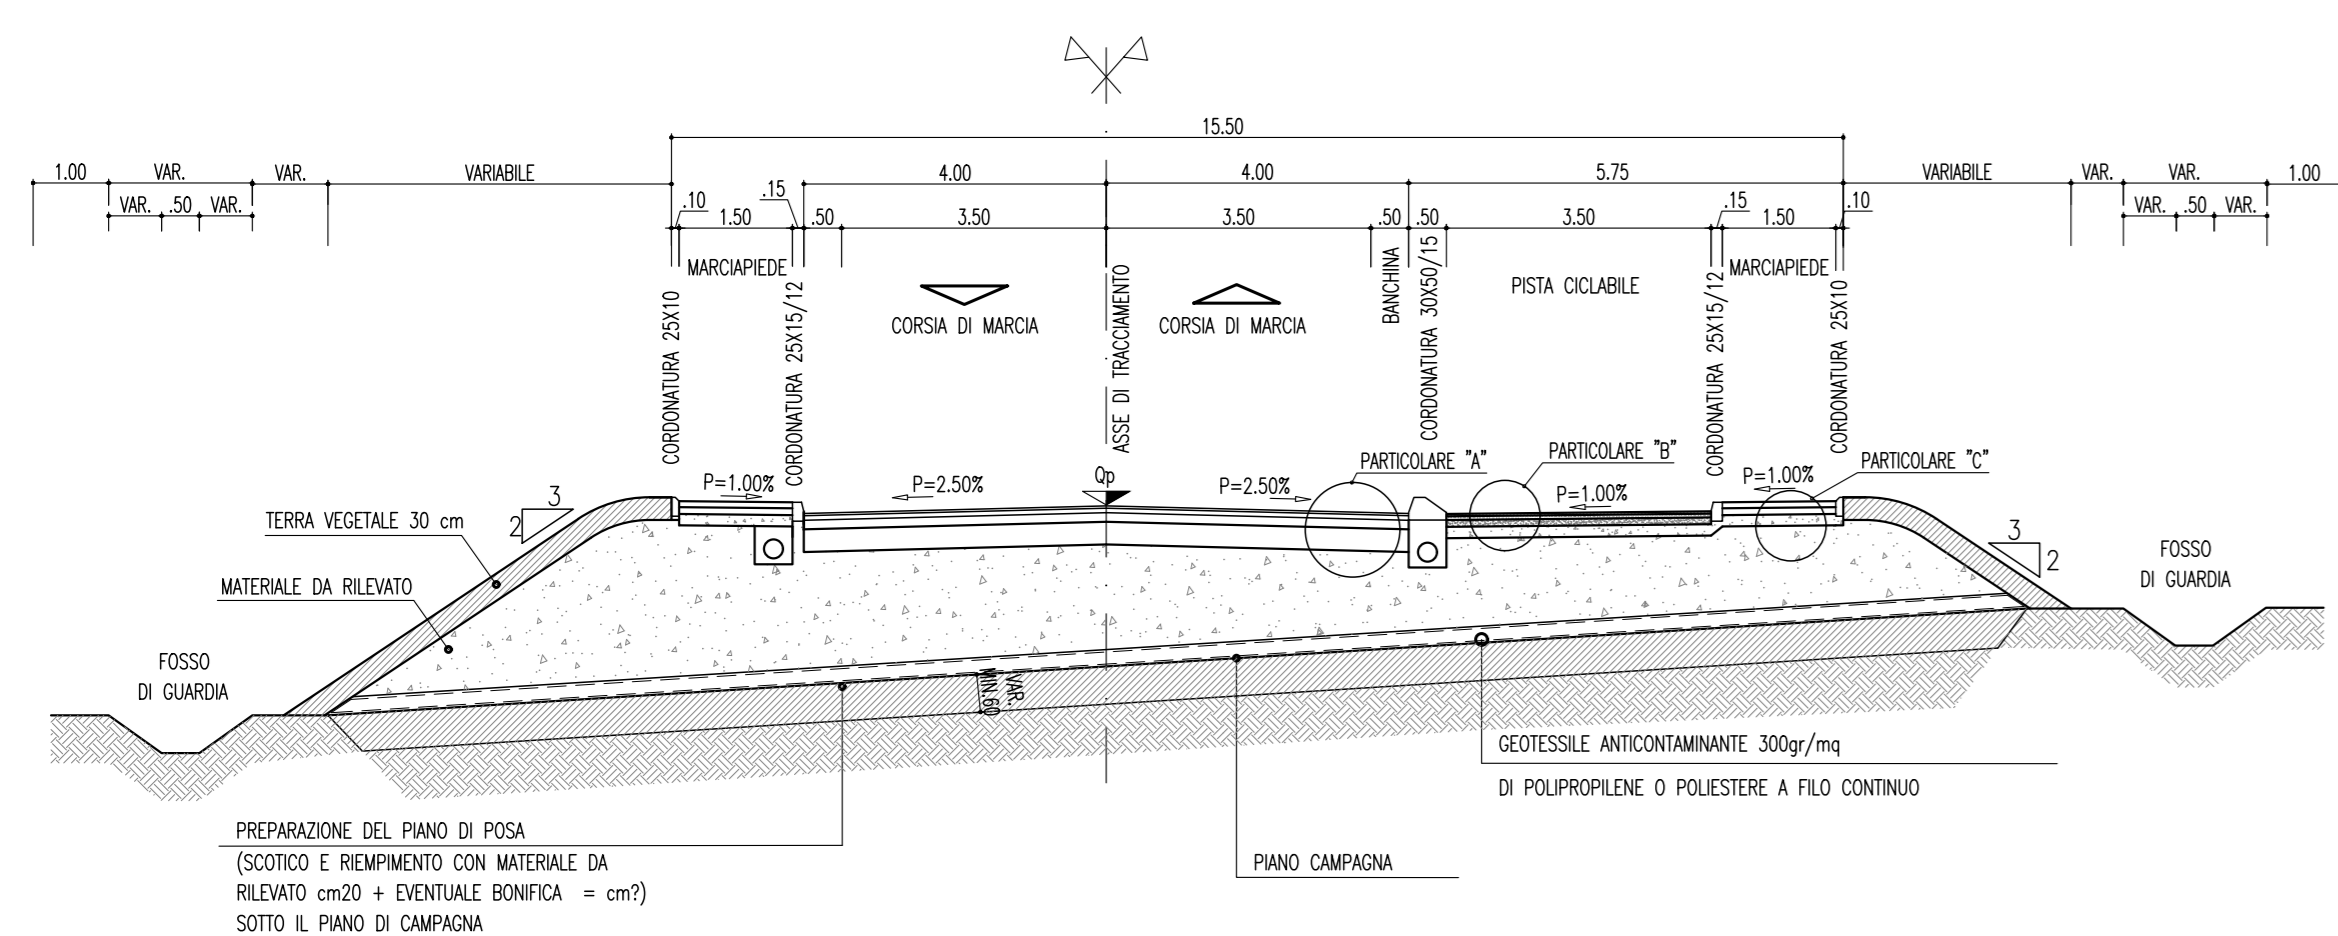 15.50
1.00 VAR. VAR. VARIABILE 4.00 4.00 5.75 VARIABILE VAR. VAR. 1.00
VAR. .50 VAR. .10 1.50 .15 .50 3.50 3.50 .50 .50 3.50 .15 1.50 .10 VAR. .50 VAR.
MARCIAPIEDE
MARCIAPIEDE
PISTA CICLABILE
CORSIA DI MARCIA
CORSIA DI MARCIA
CORDONATURA 25X10
CORDONATURA 25X15/12
ASSE DI TRACCIAMENTO
BANCHINA
CORDONATURA 30X50/15
CORDONATURA 25X15/12
CORDONATURA 25X10
PARTICOLARE "A"
PARTICOLARE "B"
PARTICOLARE "C"
P=1.00%
P=2.50%
Qp
P=2.50%
P=1.00%
P=1.00%
3
2
3
2
TERRA VEGETALE 30 cm
MATERIALE DA RILEVATO
FOSSO
DI GUARDIA
FOSSO
DI GUARDIA
VAR.
MIN.60
GEOTESSILE ANTICONTAMINANTE 300gr/mq
DI POLIPROPILENE O POLIESTERE A FILO CONTINUO
PREPARAZIONE DEL PIANO DI POSA
(SCOTICO E RIEMPIMENTO CON MATERIALE DA
RILEVATO cm20 + EVENTUALE BONIFICA = cm?)
SOTTO IL PIANO DI CAMPAGNA
PIANO CAMPAGNA